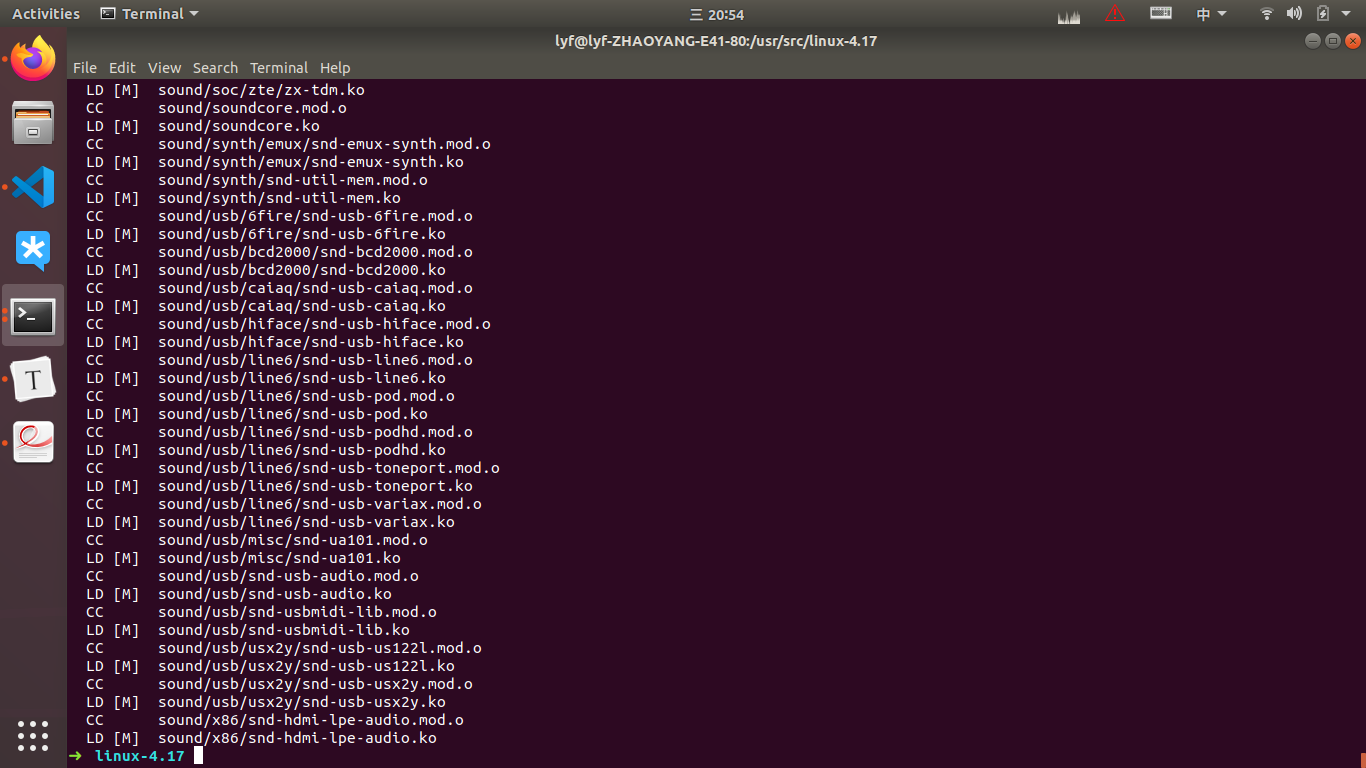 Activities Terminal 三 20:54 中
lyf@lyf-ZHAOYANG-E41-80:/usr/src/linux-4.17
File Edit View Search Terminal Help
LD [M] sound/soc/zte/zx-tdm.ko
CC sound/soundcore.mod.o
LD [M] sound/soundcore.ko
CC sound/synth/emux/snd-emux-synth.mod.o
LD [M] sound/synth/emux/snd-emux-synth.ko
CC sound/synth/snd-util-mem.mod.o
LD [M] sound/synth/snd-util-mem.ko
CC sound/usb/6fire/snd-usb-6fire.mod.o
LD [M] sound/usb/6fire/snd-usb-6fire.ko
CC sound/usb/bcd2000/snd-bcd2000.mod.o
LD [M] sound/usb/bcd2000/snd-bcd2000.ko
CC sound/usb/caiaq/snd-usb-caiaq.mod.o
LD [M] sound/usb/caiaq/snd-usb-caiaq.ko
CC sound/usb/hiface/snd-usb-hiface.mod.o
LD [M] sound/usb/hiface/snd-usb-hiface.ko
CC sound/usb/line6/snd-usb-line6.mod.o
LD [M] sound/usb/line6/snd-usb-line6.ko
CC sound/usb/line6/snd-usb-pod.mod.o
LD [M] sound/usb/line6/snd-usb-pod.ko
CC sound/usb/line6/snd-usb-podhd.mod.o
LD [M] sound/usb/line6/snd-usb-podhd.ko
CC sound/usb/line6/snd-usb-toneport.mod.o
LD [M] sound/usb/line6/snd-usb-toneport.ko
CC sound/usb/line6/snd-usb-variax.mod.o
LD [M] sound/usb/line6/snd-usb-variax.ko
CC sound/usb/misc/snd-ua101.mod.o
LD [M] sound/usb/misc/snd-ua101.ko
CC sound/usb/snd-usb-audio.mod.o
LD [M] sound/usb/snd-usb-audio.ko
CC sound/usb/snd-usbmidi-lib.mod.o
LD [M] sound/usb/snd-usbmidi-lib.ko
CC sound/usb/usx2y/snd-usb-us122l.mod.o
LD [M] sound/usb/usx2y/snd-usb-us122l.ko
CC sound/usb/usx2y/snd-usb-usx2y.mod.o
LD [M] sound/usb/usx2y/snd-usb-usx2y.ko
CC sound/x86/snd-hdmi-lpe-audio.mod.o
LD [M] sound/x86/snd-hdmi-lpe-audio.ko
➜ linux-4.17
T